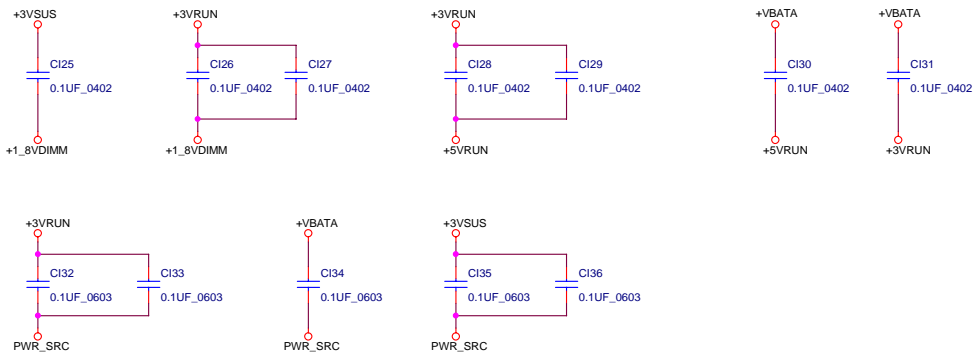 +3VSUS
+3VRUN
+3VRUN
+VBATA
+VBATA
CI25
0.1UF_0402
CI26
0.1UF_0402
CI27
0.1UF_0402
CI28
0.1UF_0402
CI29
0.1UF_0402
CI30
0.1UF_0402
CI31
0.1UF_0402
+1_8VDIMM
+1_8VDIMM
+5VRUN
+5VRUN
+3VRUN
+3VRUN
+VBATA
+3VSUS
CI32
0.1UF_0603
CI33
0.1UF_0603
CI34
0.1UF_0603
CI35
0.1UF_0603
CI36
0.1UF_0603
PWR_SRC
PWR_SRC
PWR_SRC